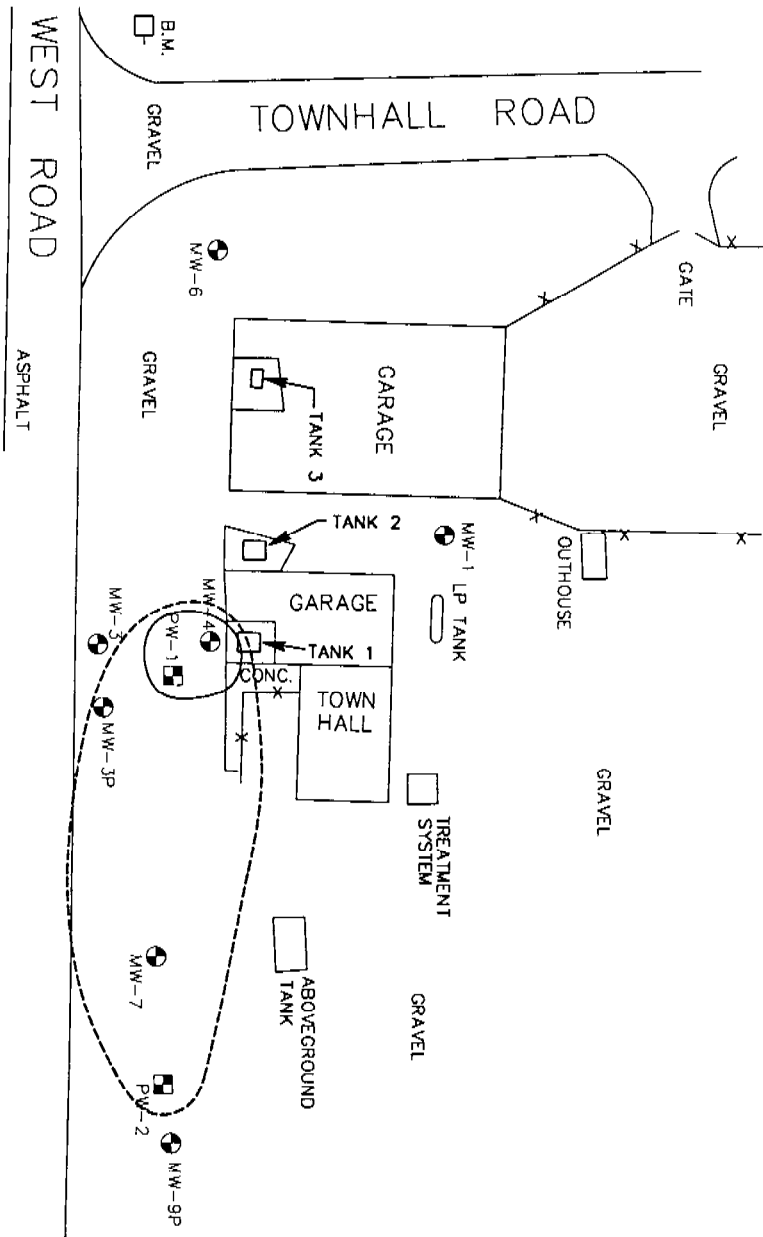 B.M.
WEST ROAD
GRAVEL
TOWNHALL ROAD
MW-6
GATE
GRAVEL
GRAVEL
ASPHALT
GARAGE
TANK 3
TANK 2
MW-1
OUTHOUSE
LP TANK
GARAGE
MW-4
MW-3
PW-1
TANK 1
CONC.
TOWN
HALL
MW-3P
GRAVEL
TREATMENT
SYSTEM
MW-7
ABOVEGROUND
TANK
GRAVEL
PW-2
MW-9P